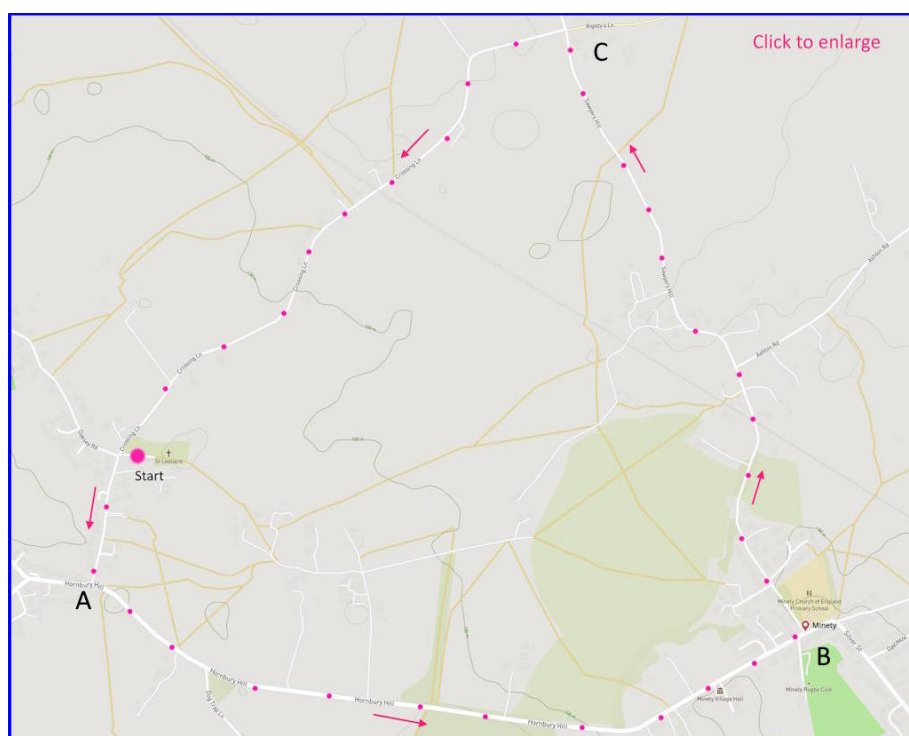 Rigsby's Ln
Click to enlarge
C
Sawyers Hill
Crossing Ln
Crossing Ln
Sawyers Hill
Ashton Rd
Ashton Rd
Crossing Ln
Crossing Ln
St Leonard
Start
Hornbury Hill
A
Minety Church of England
Primary School
Minety
Silver St
B
Hornbury Hill
Dog Trap Ln
Hornbury Hill
Hornbury Hill
Minety Village Hall
Minety Rugby Club